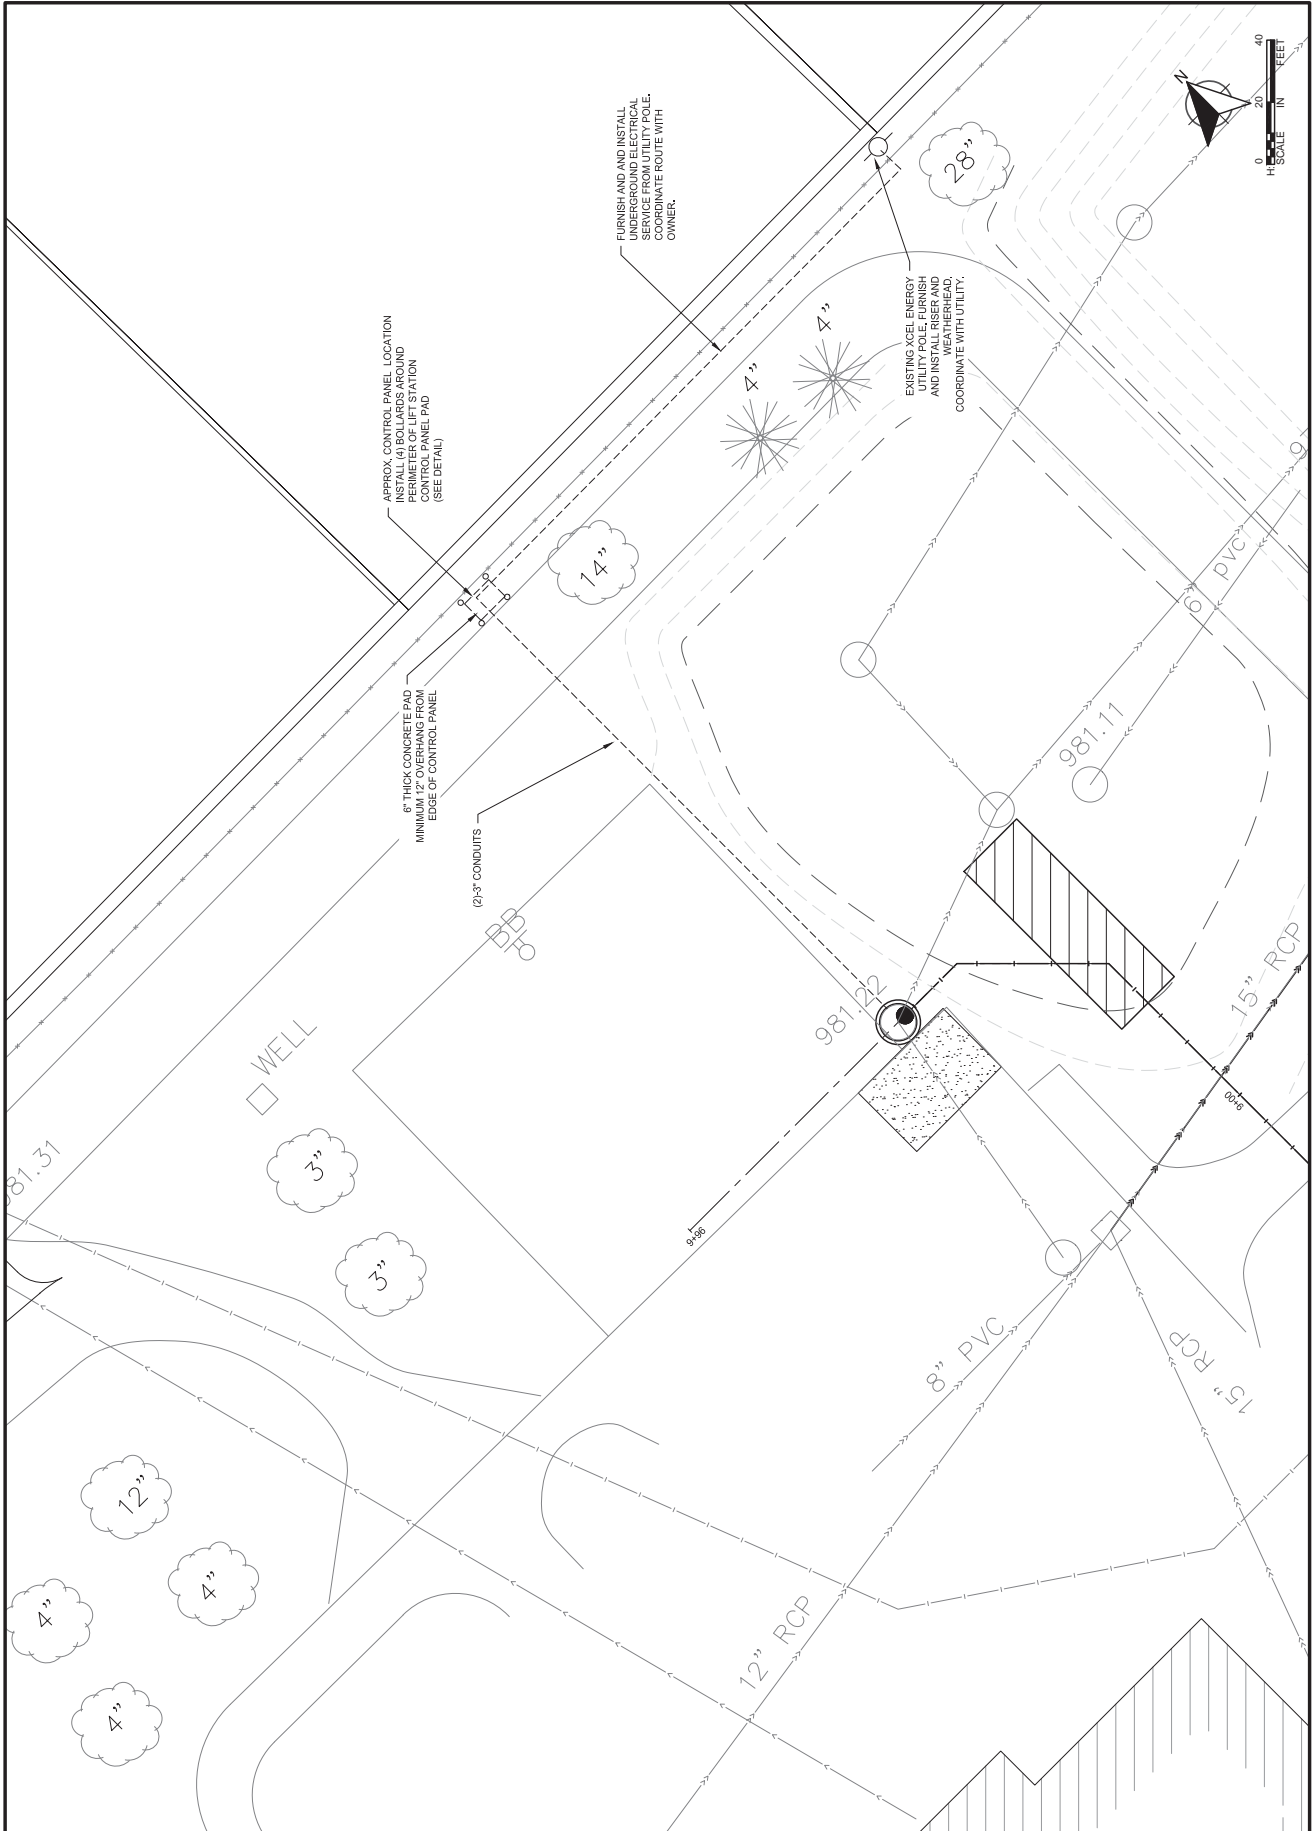 FURNISH AND AND INSTALL
UNDERGROUND ELECTRICAL
SERVICE FROM UTILITY POLE.
COORDINATE ROUTE WITH
OWNER.
APPROX. CONTROL PANEL LOCATION
INSTALL (4) BOLLARDS AROUND
PERIMETER OF LIFT STATION
CONTROL PANEL PAD
(SEE DETAIL)
EXISTING XCEL ENERGY
UTILITY POLE, FURNISH
AND INSTALL RISER AND
WEATHERHEAD.
COORDINATE WITH UTILITY.
6" THICK CONCRETE PAD
MINIMUM 12" OVERHANG FROM
EDGE OF CONTROL PANEL
(2)-3" CONDUITS
N
0 20 40
H:
SCALE IN FEET
28"
4"
4"
14"
6" pvc
981.11
BB
981.22
15" RCP
WELL
3"
3"
981.31
9+00
9+96
8" PVC
15" RCP
12"
4"
4"
4"
12" RCP